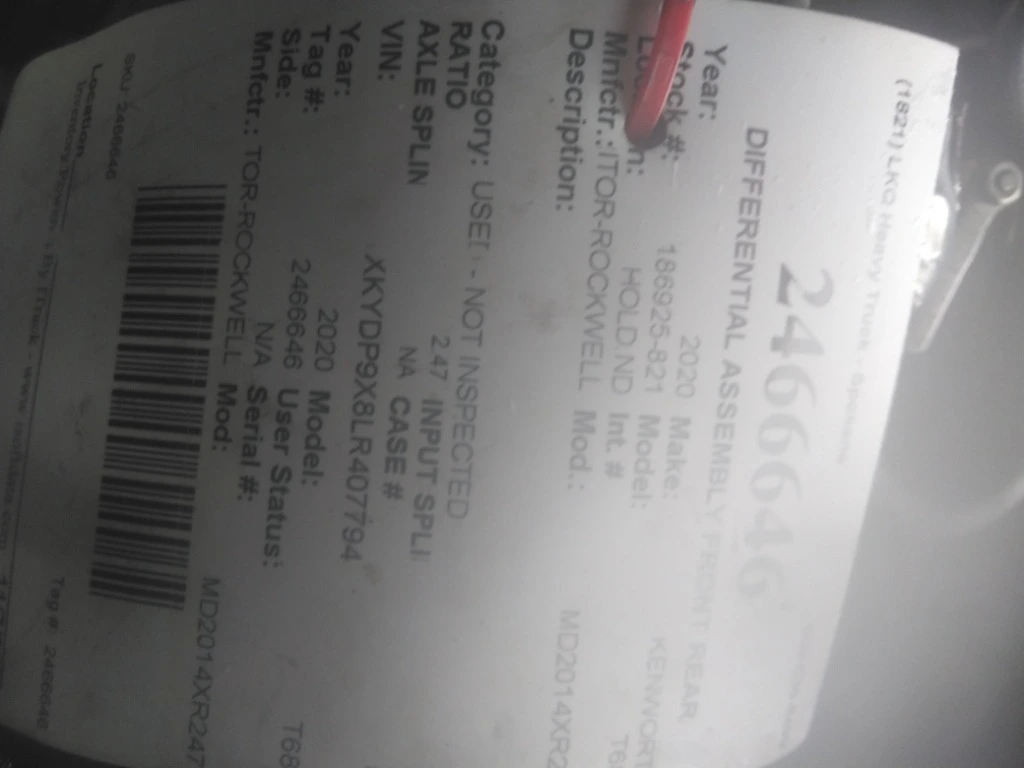 (1821) LKQ Heavy Truck - Spokane
2466646
DIFFERENTIAL ASSEMBLY FRONT REAR
Year: 2020 Make: KENWORT
Stock #: 186925-821 Model: T6
HOLD ND Int. #
Mnfctr.: ITOR-ROCKWELL Mod.: MD2014XR2
Description:
Category: USED - NOT INSPECTED
RATIO 2.47 INPUT SPLI
AXLE SPLIN NA CASE #
VIN: XKYDP9X8LR407794
Year: 2020 Model: T68
Tag #: 2466646 User Status:
Side: N/A Serial #:
Mnfctr.: TOR-ROCKWELL Mod: MD2014XR247
SKU: 2466646
Location Tag #: 2466646